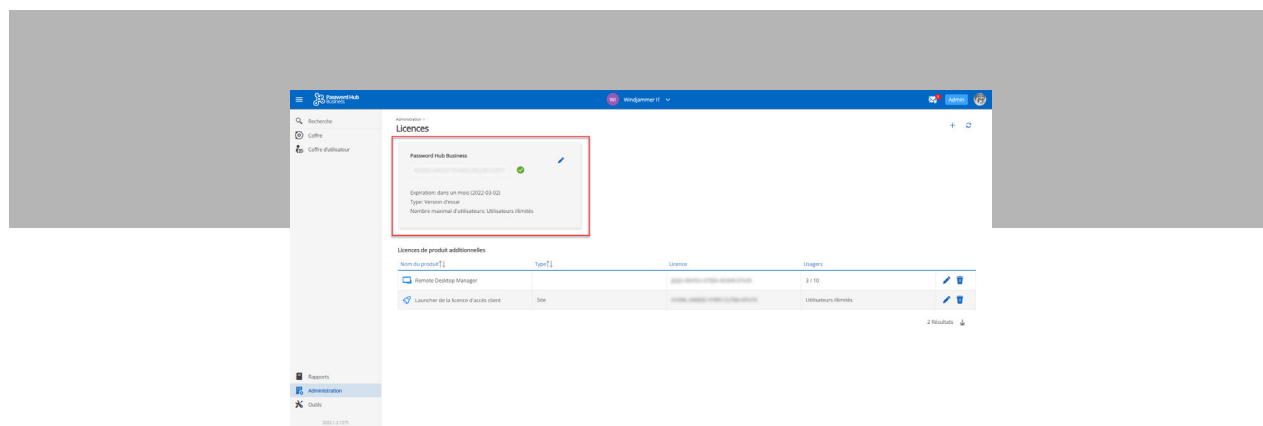 Password Hub
BUSINESS
WI Windjammer IT
Admin
Recherche
Coffre
Coffre d'utilisateur
Administration >
Licences
Password Hub Business
Expiration: dans un mois (2022-03-02)
Type: Version d'essai
Nombre maximal d'utilisateurs: Utilisateurs illimités
Licences de produit additionnelles
Nom du produit Type Licence Usagers
Remote Desktop Manager 3 / 10
Launcher de la licence d'accès client Site Utilisateurs illimités
2 Résultats
Rapports
Administration
Outils